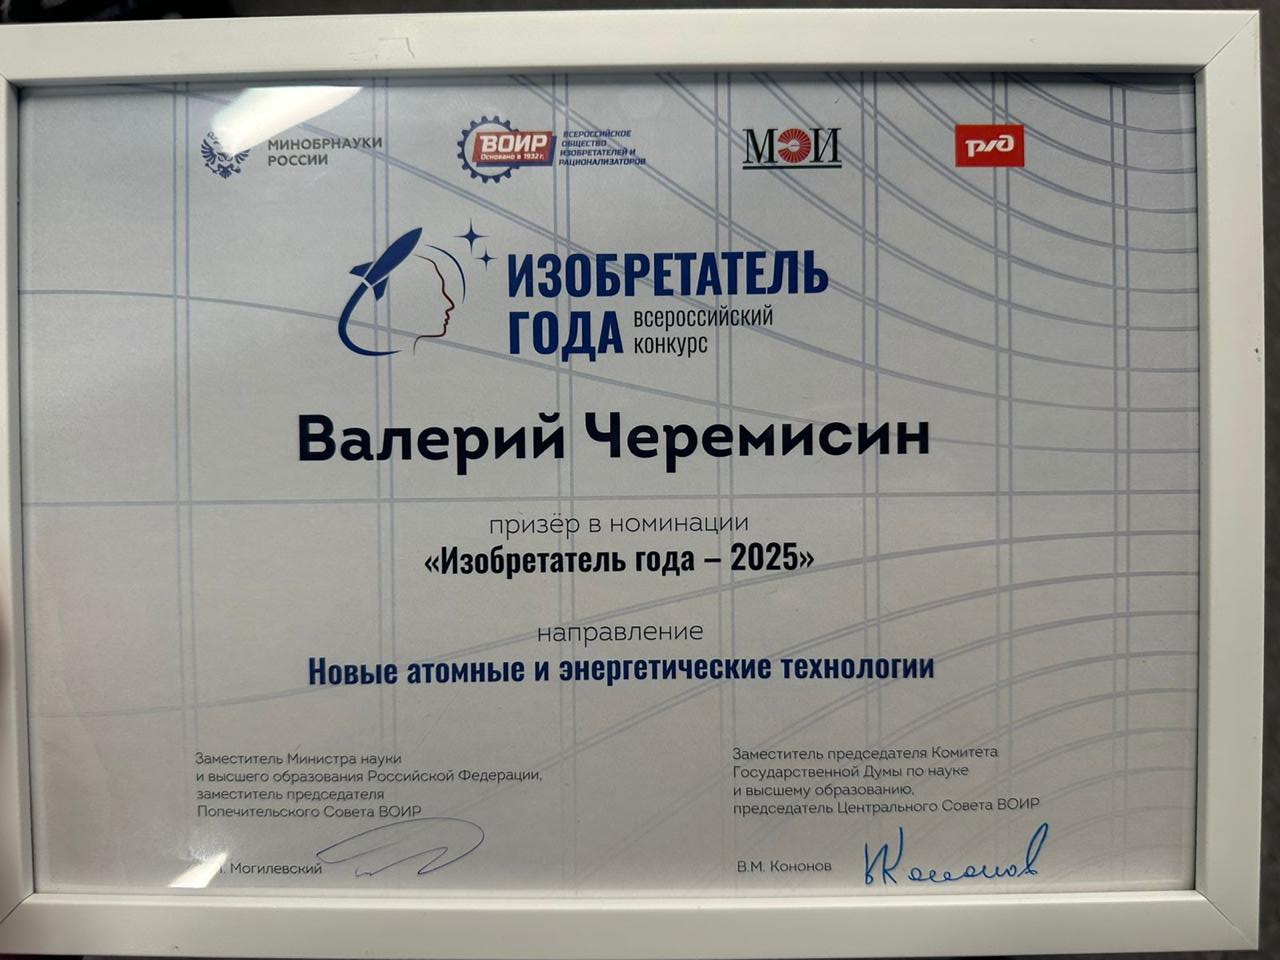 МИНОБРНАУКИ
РОССИИ
ВОИР
Основано в 1932 г.
ВСЕРОССИЙСКОЕ
ОБЩЕСТВО
ИЗОБРЕТАТЕЛЕЙ И
РАЦИОНАЛИЗАТОРОВ
МЭИ
ржд
ИЗОБРЕТАТЕЛЬ
ГОДА
всероссийский
конкурс
Валерий Черемисин
призёр в номинации
«Изобретатель года – 2025»
направление
Новые атомные и энергетические технологии
Заместитель Министра науки
и высшего образования Российской Федерации,
заместитель председателя
Попечительского Совета ВОИР
Могилевский
Заместитель председателя Комитета
Государственной Думы по науке
и высшему образованию,
председатель Центрального Совета ВОИР
В.М. Кононов